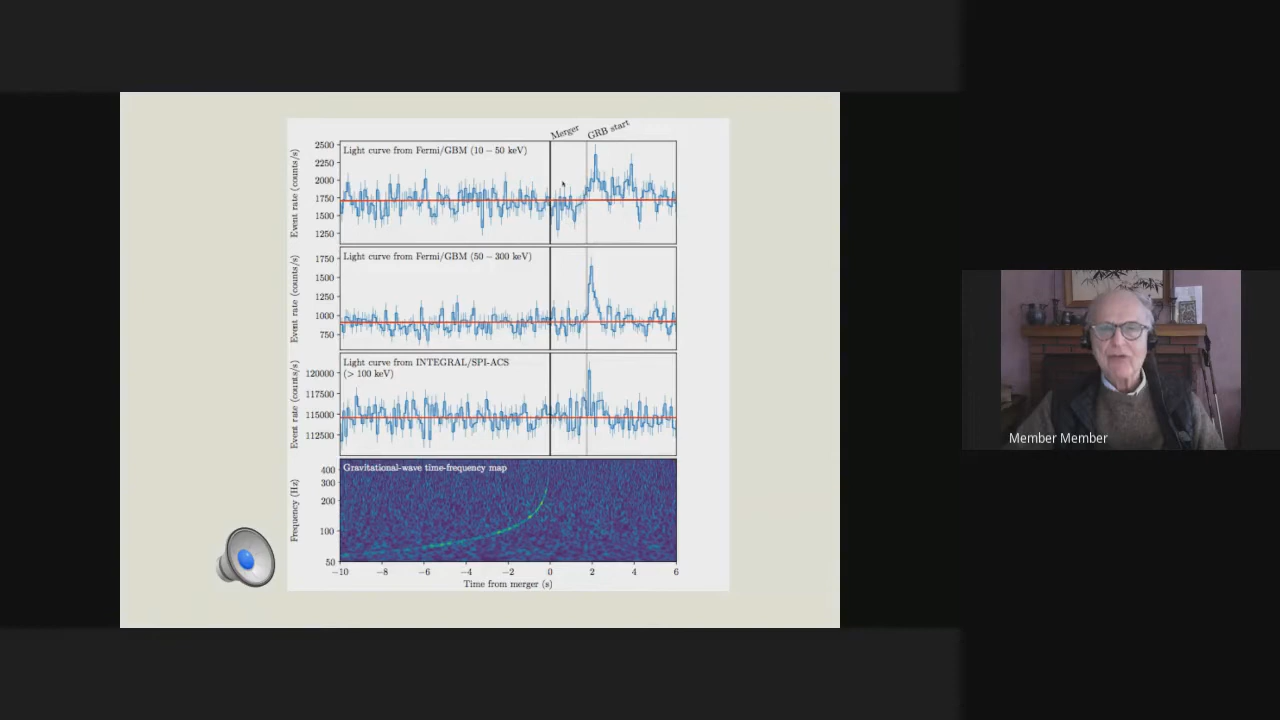 Merger
GRB start
Light curve from Fermi/GBM (10 − 50 keV)
Event rate (counts/s)
2500
2250
2000
1750
1500
1250
Light curve from Fermi/GBM (50 − 300 keV)
Event rate (counts/s)
1750
1500
1250
1000
750
Light curve from INTEGRAL/SPI-ACS
(> 100 keV)
Event rate (counts/s)
120000
117500
115000
112500
Gravitational-wave time-frequency map
Frequency (Hz)
400
300
200
100
50
−10 −8 −6 −4 −2 0 2 4 6
Time from merger (s)
Member Member